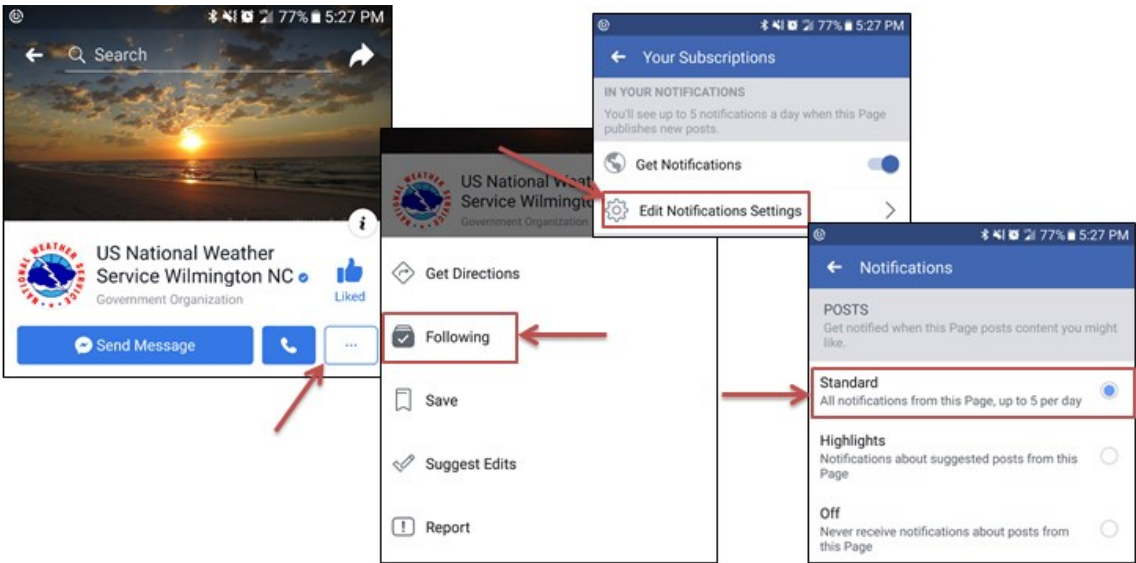 77% 5:27 PM
Search
US National Weather
Service Wilmington NC
Government Organization
Liked
Send Message
...
NATIONAL WEATHER SERVICE
US National Weat
Service Wilmingto
Government Organization
Get Directions
Following
Save
Suggest Edits
Report
77% 5:27 PM
Your Subscriptions
IN YOUR NOTIFICATIONS
You'll see up to 5 notifications a day when this Page
publishes new posts.
Get Notifications
Edit Notifications Settings
77% 5:27 PM
Notifications
POSTS
Get notified when this Page posts content you might
like.
Standard
All notifications from this Page, up to 5 per day
Highlights
Notifications about suggested posts from this
Page
Off
Never receive notifications about posts from
this Page